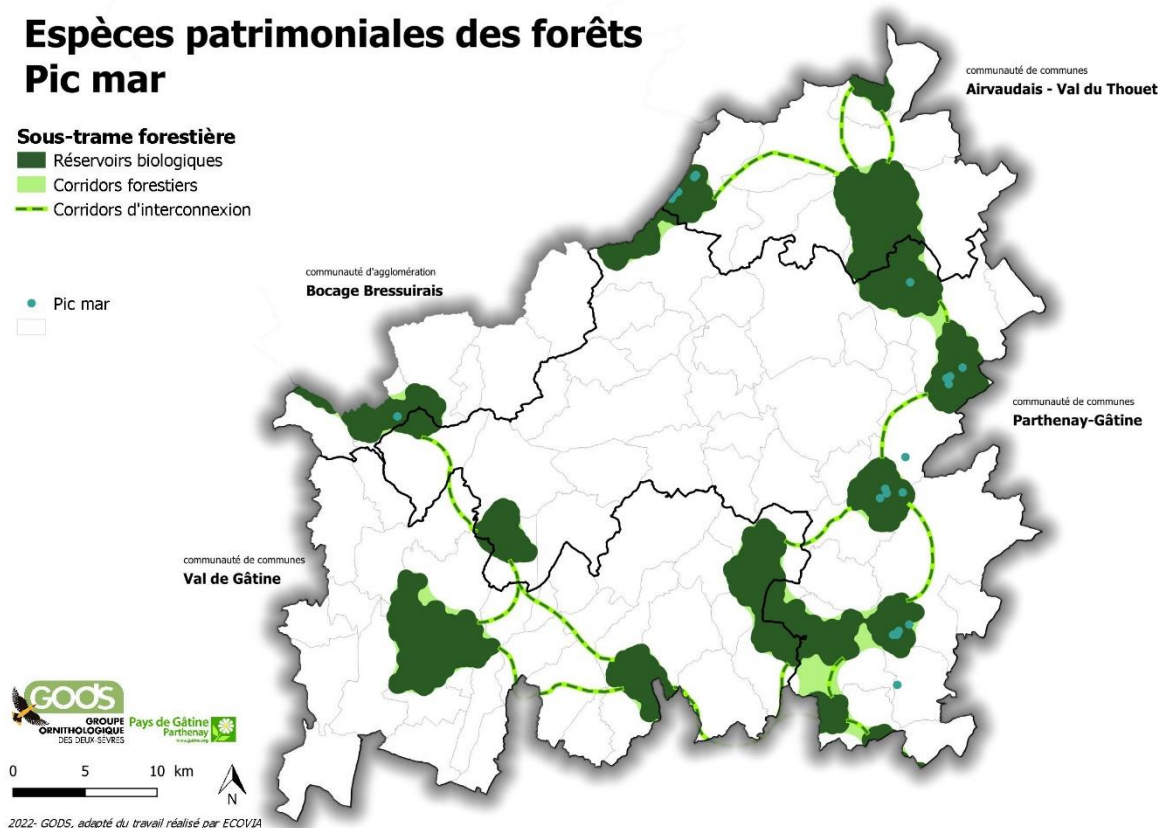 Espèces patrimoniales des forêts
Pic mar
Sous-trame forestière
Réservoirs biologiques
Corridors forestiers
Corridors d'interconnexion
Pic mar
communauté de communes
Airvaudais - Val du Thouet
communauté d'agglomération
Bocage Bressuirais
communauté de communes
Parthenay-Gâtine
communauté de communes
Val de Gâtine
GODS
GROUPE
ORNITHOLOGIQUE
DES DEUX-SÈVRES
Pays de Gâtine
Parthenay
www.gatine.org
0 5 10 km
N
2022- GODS, adapté du travail réalisé par ECOVIA